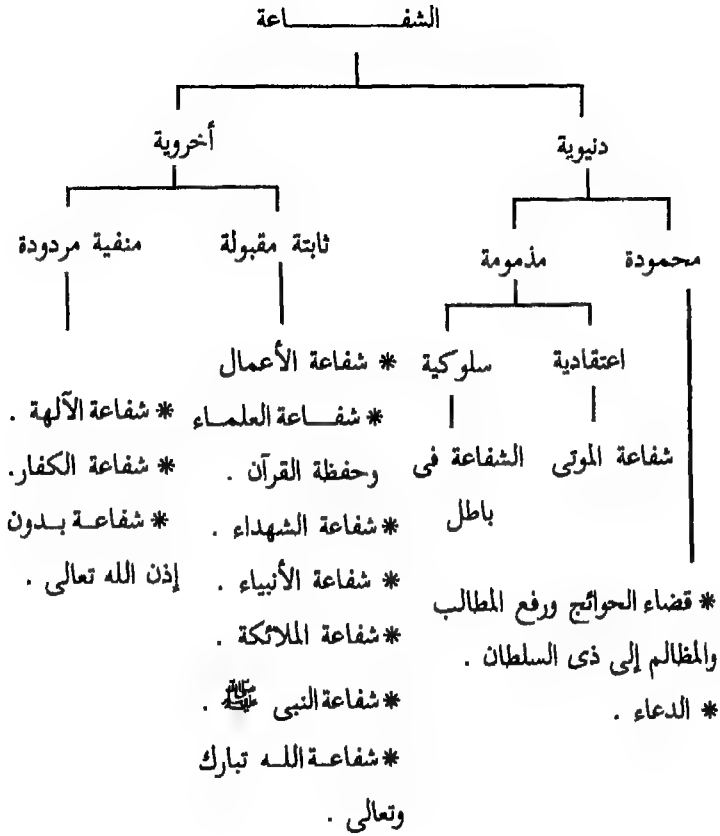 الشفاعة
دنيوية
أخروية
محمودة
مذمومة
ثابتة مقبولة
منفية مردودة
اعتقادية
سلوكية
شفاعة الموتى
الشفاعة فى
باطل
* قضاء الحوائج ورفع المطالب
والمظالم إلى ذى السلطان .
* الدعاء .
* شفاعة الأعمال
* شفاعة العلماء
وحفظة القرآن .
* شفاعة الشهداء .
* شفاعة الأنبياء .
* شفاعة الملائكة .
* شفاعة النبى ﷺ .
* شفاعة الله تبارك
وتعالى .
* شفاعة الآلهة .
* شفاعة الكفار.
* شفاعة بدون
إذن الله تعالى .